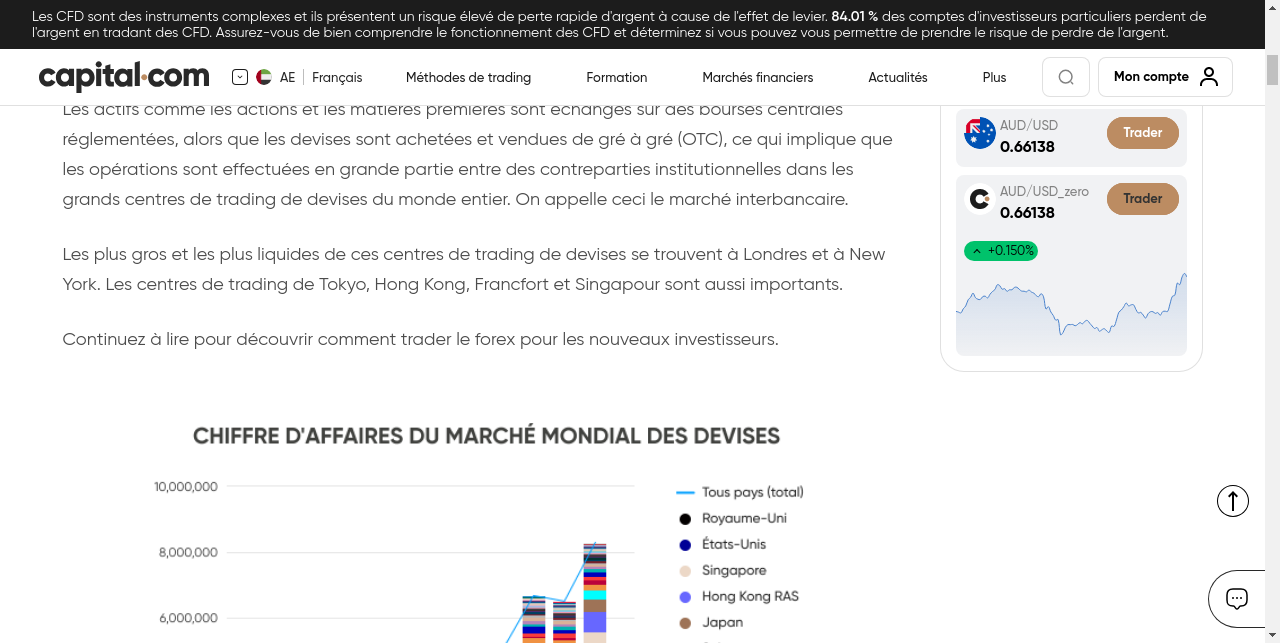 Les CFD sont des instruments complexes et ils présentent un risque élevé de perte rapide d'argent à cause de l'effet de levier. 84.01 % des comptes d'investisseurs particuliers perdent de
l'argent en tradant des CFD. Assurez-vous de bien comprendre le fonctionnement des CFD et déterminez si vous pouvez vous permettre de prendre le risque de perdre de l'argent.
capital.com
AE
Français
Méthodes de trading
Formation
Marchés financiers
Actualités
Plus
Mon compte
Les actifs comme les actions et les matières premières sont échangés sur des bourses centrales
réglementées, alors que les devises sont achetées et vendues de gré à gré (OTC), ce qui implique que
les opérations sont effectuées en grande partie entre des contreparties institutionnelles dans les
grands centres de trading de devises du monde entier. On appelle ceci le marché interbancaire.
Les plus gros et les plus liquides de ces centres de trading de devises se trouvent à Londres et à New
York. Les centres de trading de Tokyo, Hong Kong, Francfort et Singapour sont aussi importants.
Continuez à lire pour découvrir comment trader le forex pour les nouveaux investisseurs.
AUD/USD
0.66138
Trader
AUD/USD_zero
0.66138
Trader
+0.150%
CHIFFRE D'AFFAIRES DU MARCHÉ MONDIAL DES DEVISES
10,000,000
8,000,000
6,000,000
Tous pays (total)
Royaume-Uni
États-Unis
Singapore
Hong Kong RAS
Japan